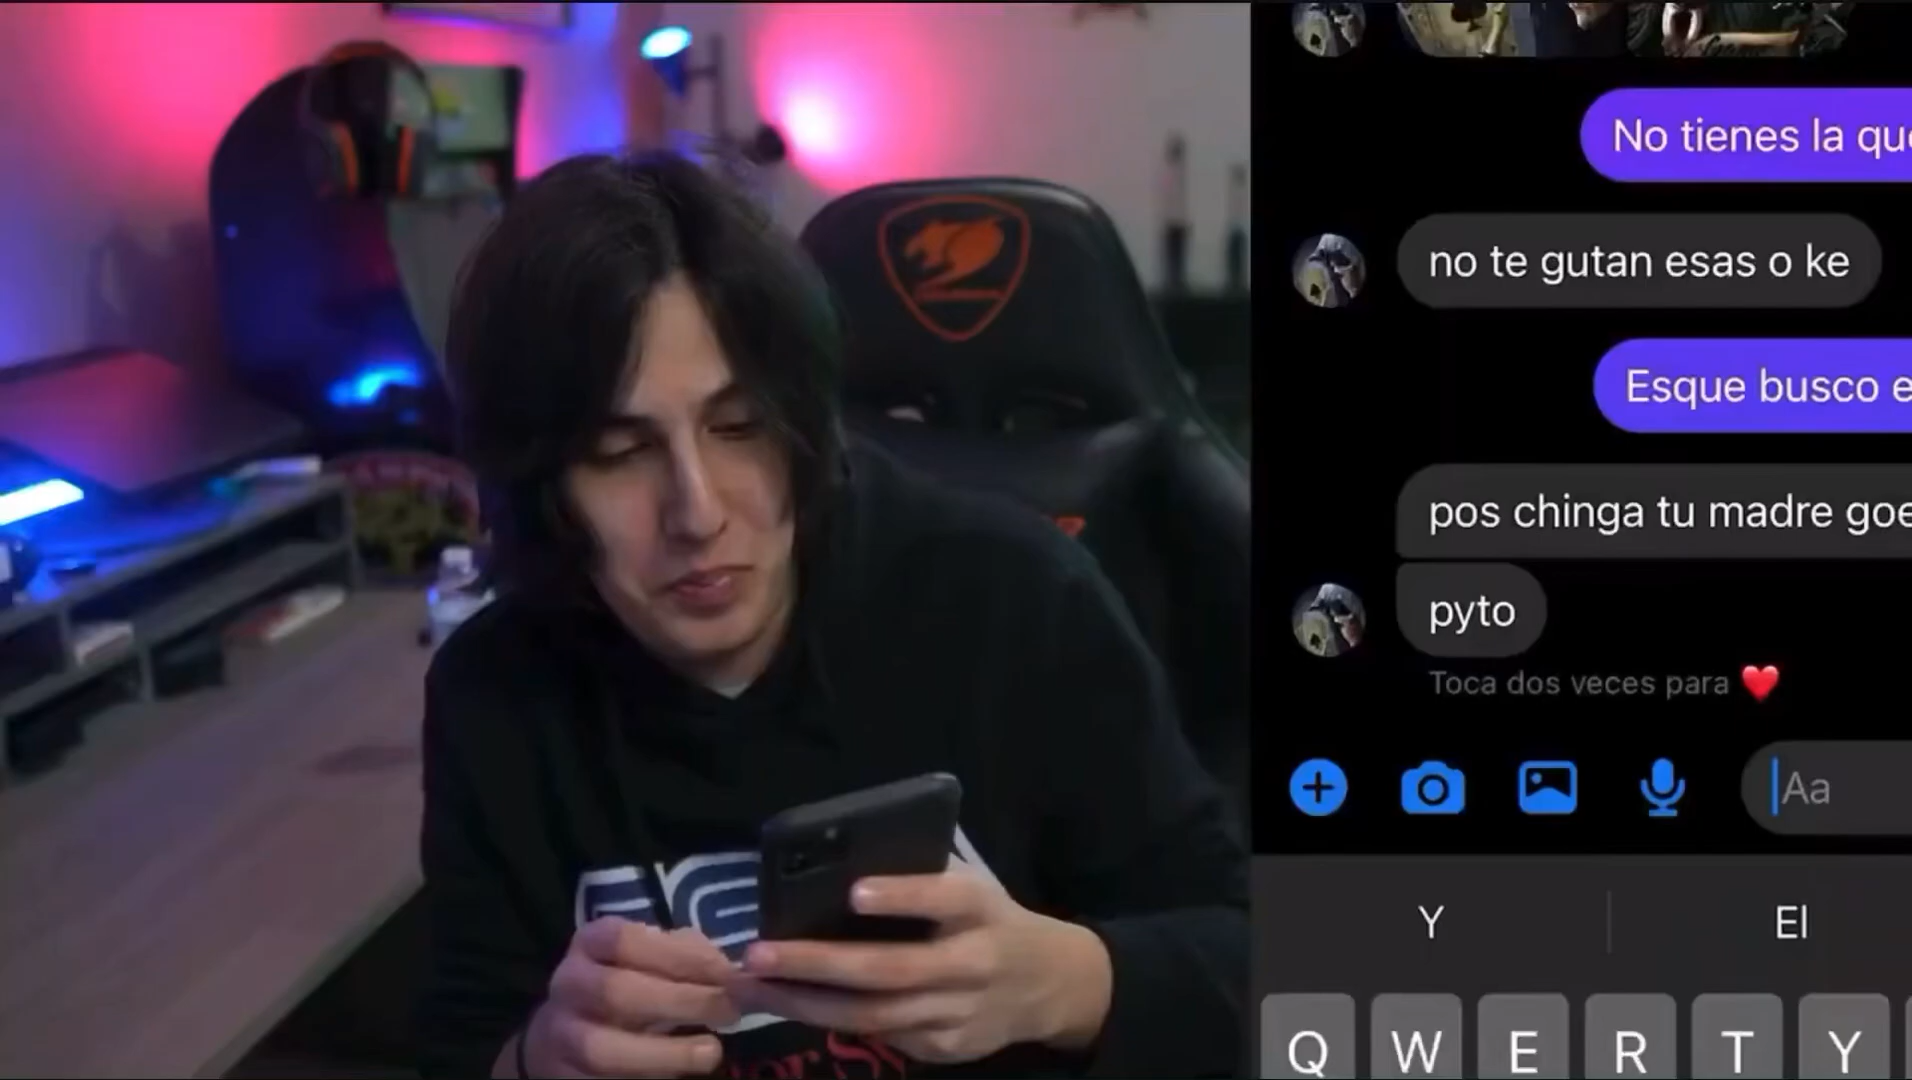 No tienes la que
no te gutan esas o ke
Esque busco e
pos chinga tu madre goe
pyto
Toca dos veces para ❤️
Aa
Y
El
Q W E R T Y